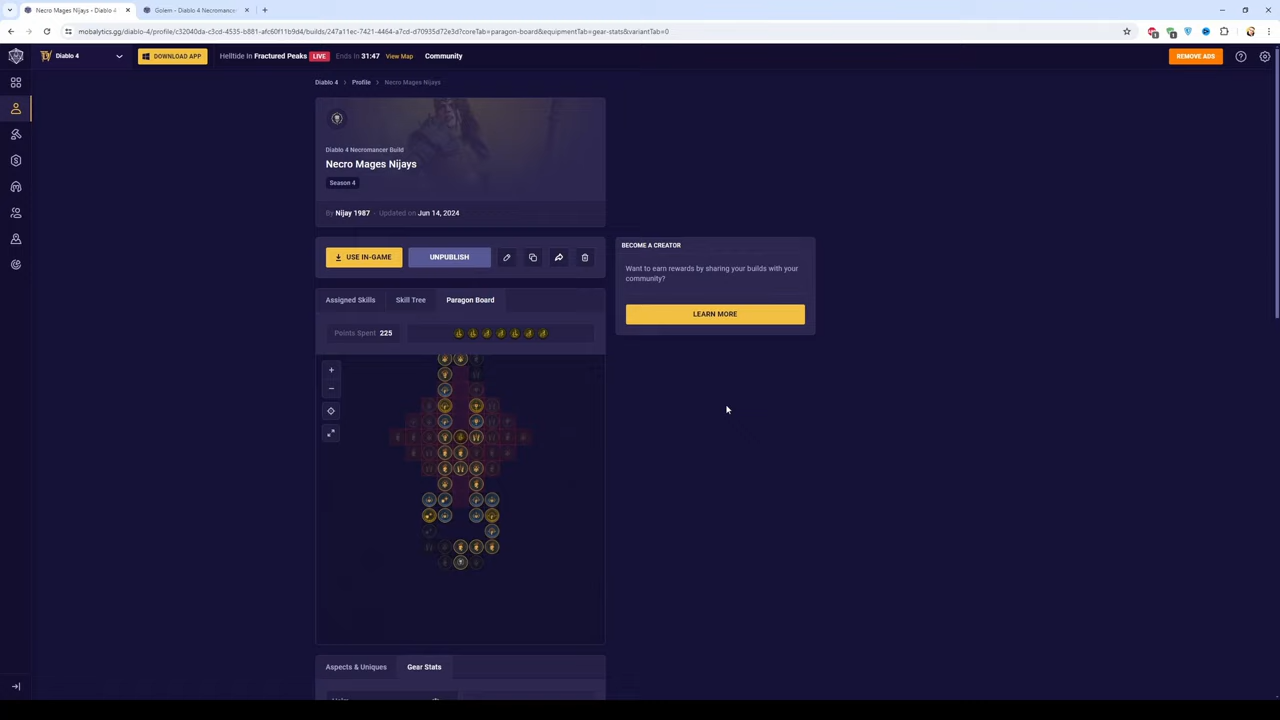 Necro Mages Nijays - Diablo 4
Golem - Diablo 4 Necromancer
mobalytics.gg/diablo-4/profile/c32040da-c3cd-4535-b881-afc60f11b9d4/builds/247a11ec-7421-4464-a7cd-d70935d72e3d?coreTab=paragon-board&equipmentTab=gear-stats&variantTab=0
Diablo 4
DOWNLOAD APP
Helltide In Fractured Peaks LIVE Ends In 31:47 View Map
Community
REMOVE ADS
Diablo 4 > Profile > Necro Mages Nijays
Diablo 4 Necromancer Build
Necro Mages Nijays
Season 4
By Nijay 1987 - Updated on Jun 14, 2024
USE IN-GAME
UNPUBLISH
BECOME A CREATOR
Want to earn rewards by sharing your builds with your
community?
LEARN MORE
Assigned Skills
Skill Tree
Paragon Board
Points Spent 225
Aspects & Uniques
Gear Stats